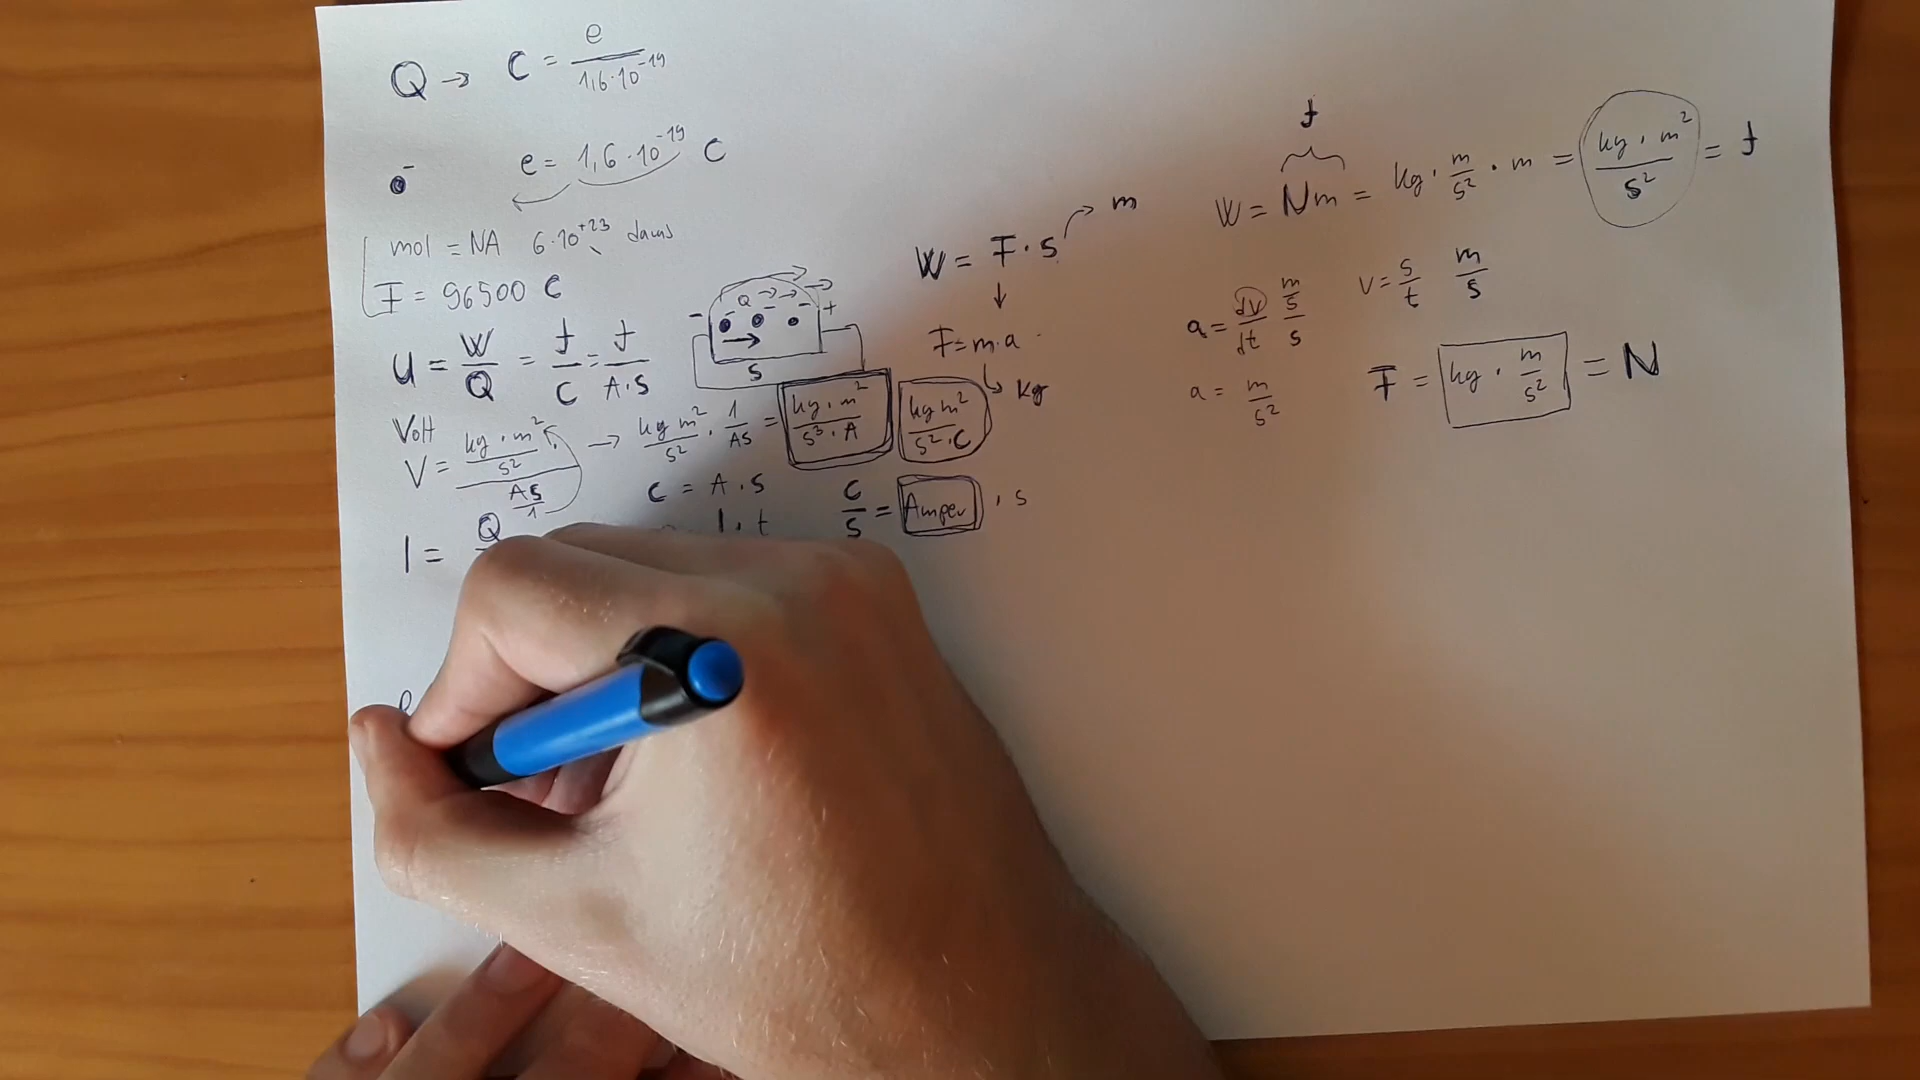 Q → C = e / 1,6·10^-19
e = 1,6·10^-19 C
mol = NA 6·10^+23
F = 96500 C
U = W/Q = J/C = J/(A·s)
Volt
V = (kg·m²/s²) / (As/1) → kg m²/s² · 1/As = kg·m²/(s³·A)
kg m²/(s²·C)
C = A·s
I·t
C/s = Amper · s
I = Q
- Q → → → - +
→
S
W = F·s → m
↓
F = m·a
↳ kg
J
W = Nm = kg · m/s² · m = kg·m²/s² = J
a = dv/dt (m/s)/s
v = s/t m/s
a = m/s²
F = kg · m/s² = N